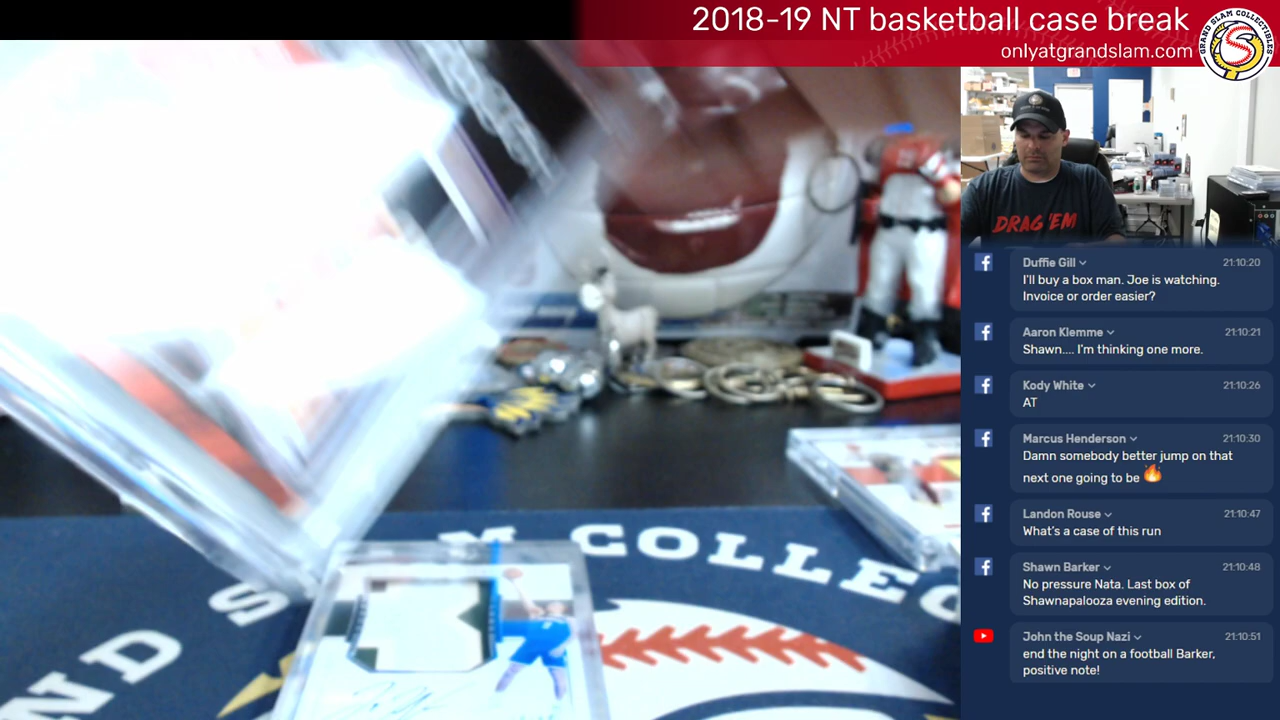 2018-19 NT basketball case break
onlyatgrandslam.com
GRAND SLAM COLLECTIBLES
S
DRAG 'EM
Duffie Gill 21:10:20
I'll buy a box man. Joe is watching.
Invoice or order easier?
Aaron Klemme 21:10:21
Shawn.... I'm thinking one more.
Kody White 21:10:26
AT
Marcus Henderson 21:10:30
Damn somebody better jump on that
next one going to be 🔥
Landon Rouse 21:10:47
What's a case of this run
Shawn Barker 21:10:48
No pressure Nata. Last box of
Shawnapalooza evening edition.
John the Soup Nazi 21:10:51
end the night on a football Barker,
positive note!
ND S M COLLEC